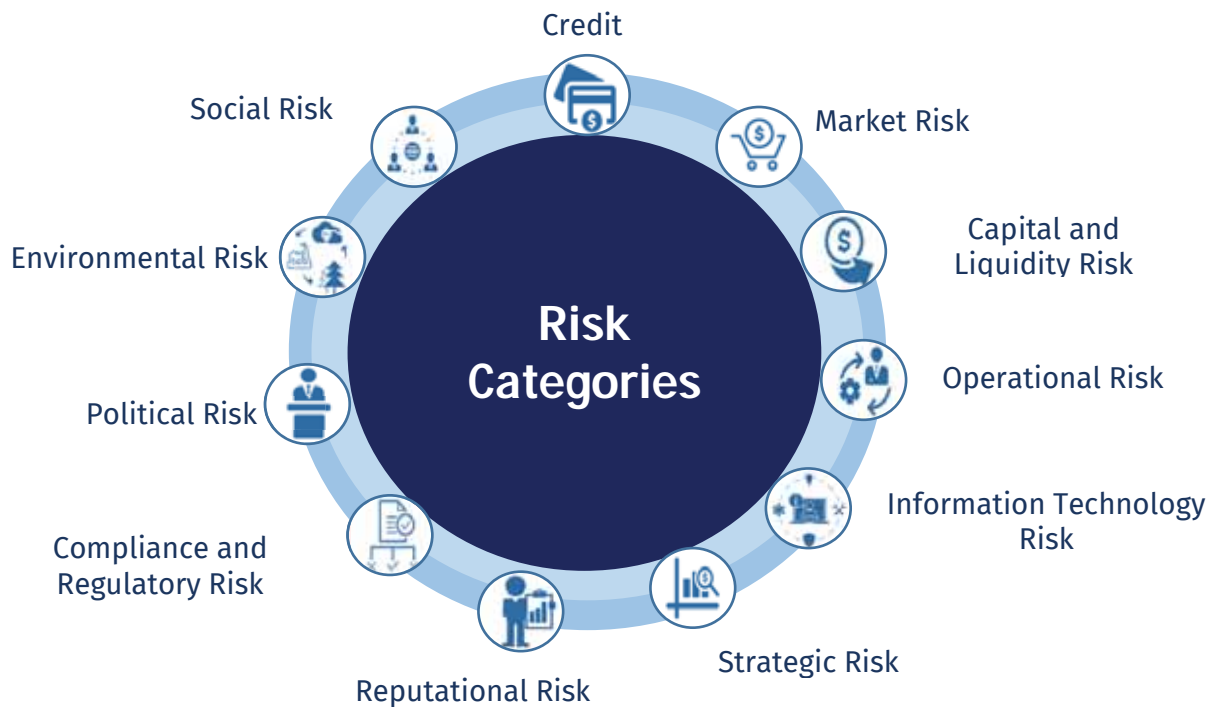 Credit
Social Risk
Market Risk
Environmental Risk
Capital and
Liquidity Risk
Risk
Categories
Operational Risk
Political Risk
Information Technology
Risk
Compliance and
Regulatory Risk
Strategic Risk
Reputational Risk